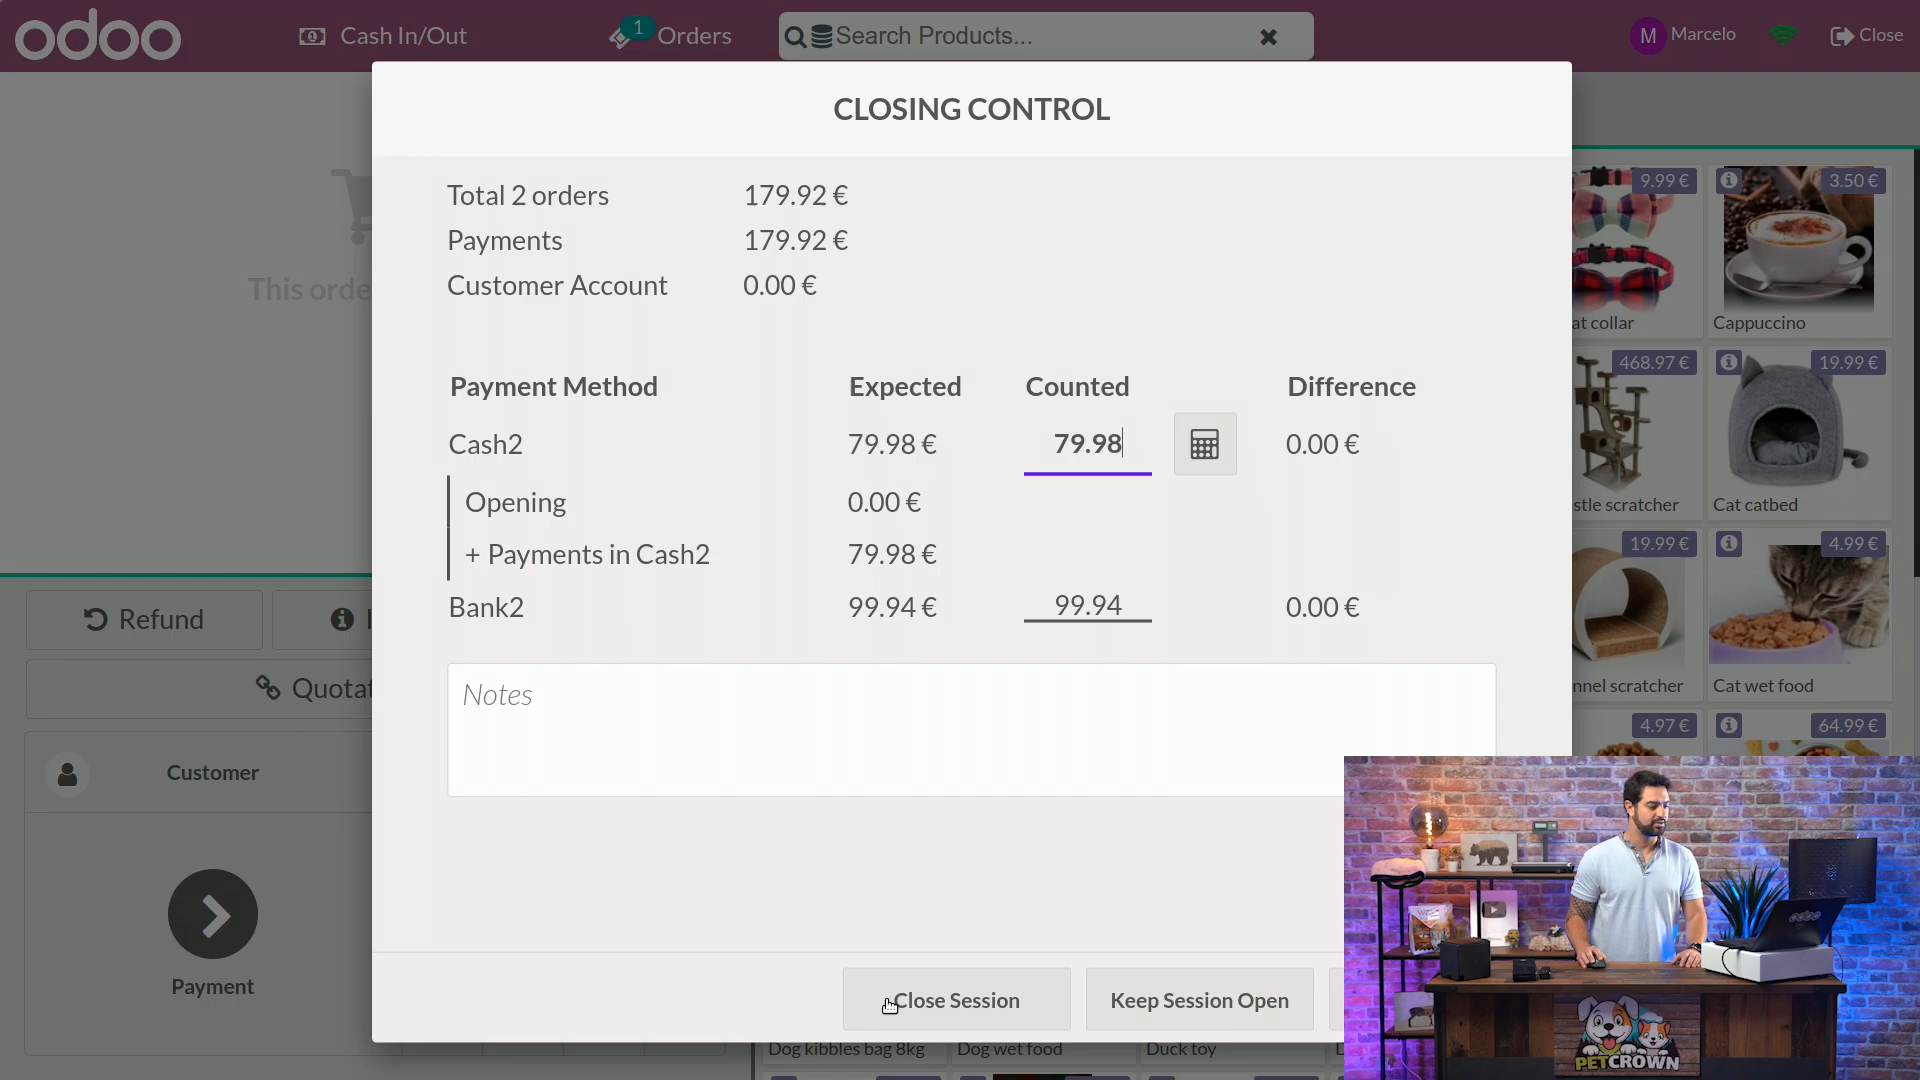 odoo
Cash In/Out
1
Orders
Search Products...
M
Marcelo
Close
CLOSING CONTROL
Total 2 orders 179.92 €
Payments 179.92 €
Customer Account 0.00 €
Payment Method Expected Counted Difference
Cash2 79.98 € 79.98 0.00 €
Opening 0.00 €
+ Payments in Cash2 79.98 €
Bank2 99.94 € 99.94 0.00 €
Notes
Close Session
Keep Session Open
This orde
Refund
Quotat
Customer
Payment
9.99 €
at collar
3.50 €
Cappuccino
468.97 €
stle scratcher
19.99 €
Cat catbed
19.99 €
nnel scratcher
4.99 €
Cat wet food
4.97 €
64.99 €
Dog kibbles bag 8kg
Dog wet food
Duck toy
odoo
PETCROWN